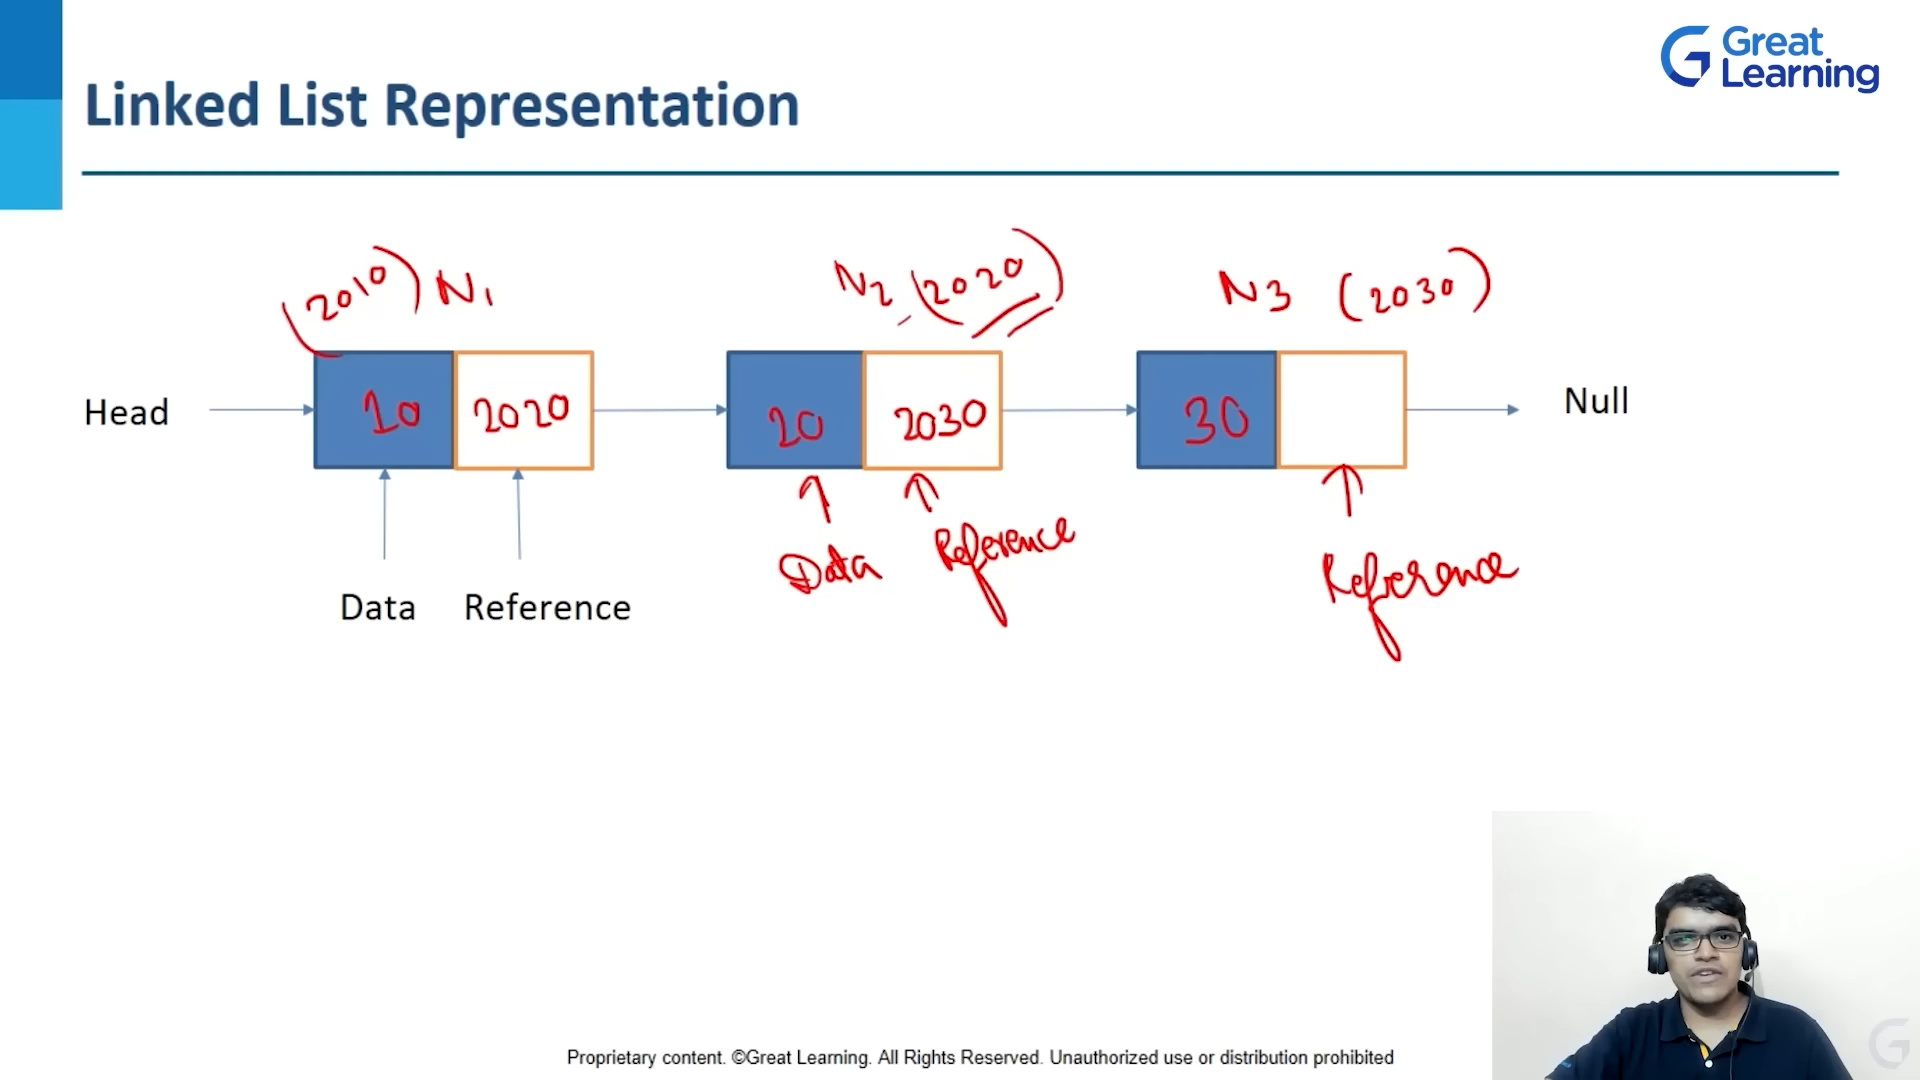 Great
Learning
Linked List Representation
(2010) N1
N2 (2020)
N3 (2030)
Head
10
2020
20
2030
30
Null
Data
Reference
Reference
Data
Reference
Proprietary content. ©Great Learning. All Rights Reserved. Unauthorized use or distribution prohibited